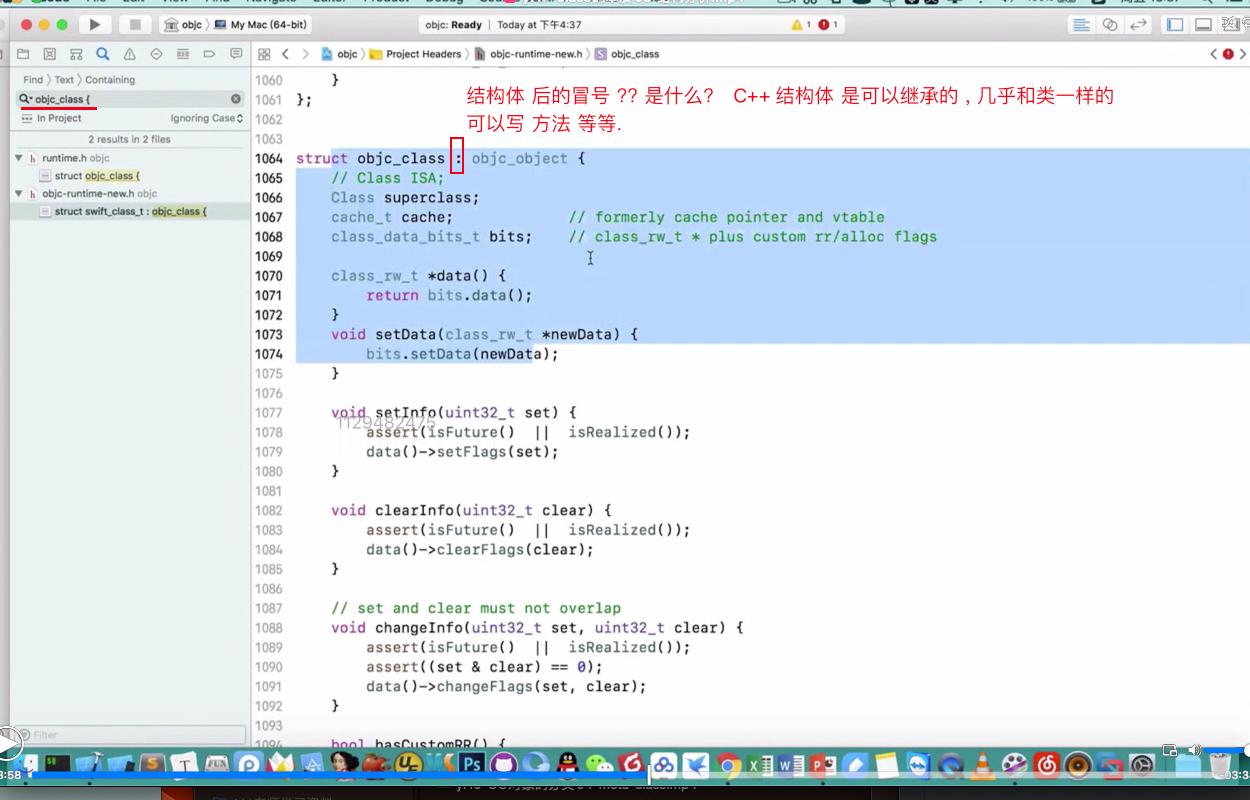 objc
My Mac (64-bit)
objc: Ready | Today at 下午4:37
1
1
objc
Project Headers
objc-runtime-new.h
objc_class
Find 〉Text 〉Containing
objc_class {
In Project
Ignoring Case
2 results in 2 files
runtime.h objc
struct objc_class {
objc-runtime-new.h objc
struct swift_class_t : objc_class {
Filter
结构体 后的冒号 ?? 是什么? C++ 结构体 是可以继承的 , 几乎和类一样的
可以写 方法 等等.
1060 }
1061 };
1062
1063
1064 struct objc_class : objc_object {
1065 // Class ISA;
1066 Class superclass;
1067 cache_t cache; // formerly cache pointer and vtable
1068 class_data_bits_t bits; // class_rw_t * plus custom rr/alloc flags
1069
1070 class_rw_t *data() {
1071 return bits.data();
1072 }
1073 void setData(class_rw_t *newData) {
1074 bits.setData(newData);
1075 }
1076
1077 void setInfo(uint32_t set) {
1129482475
1078 assert(isFuture() || isRealized());
1079 data()->setFlags(set);
1080 }
1081
1082 void clearInfo(uint32_t clear) {
1083 assert(isFuture() || isRealized());
1084 data()->clearFlags(clear);
1085 }
1086
1087 // set and clear must not overlap
1088 void changeInfo(uint32_t set, uint32_t clear) {
1089 assert(isFuture() || isRealized());
1090 assert((set & clear) == 0);
1091 data()->changeFlags(set, clear);
1092 }
1093
1094 bool hasCustomRR() {
3:58
03:3